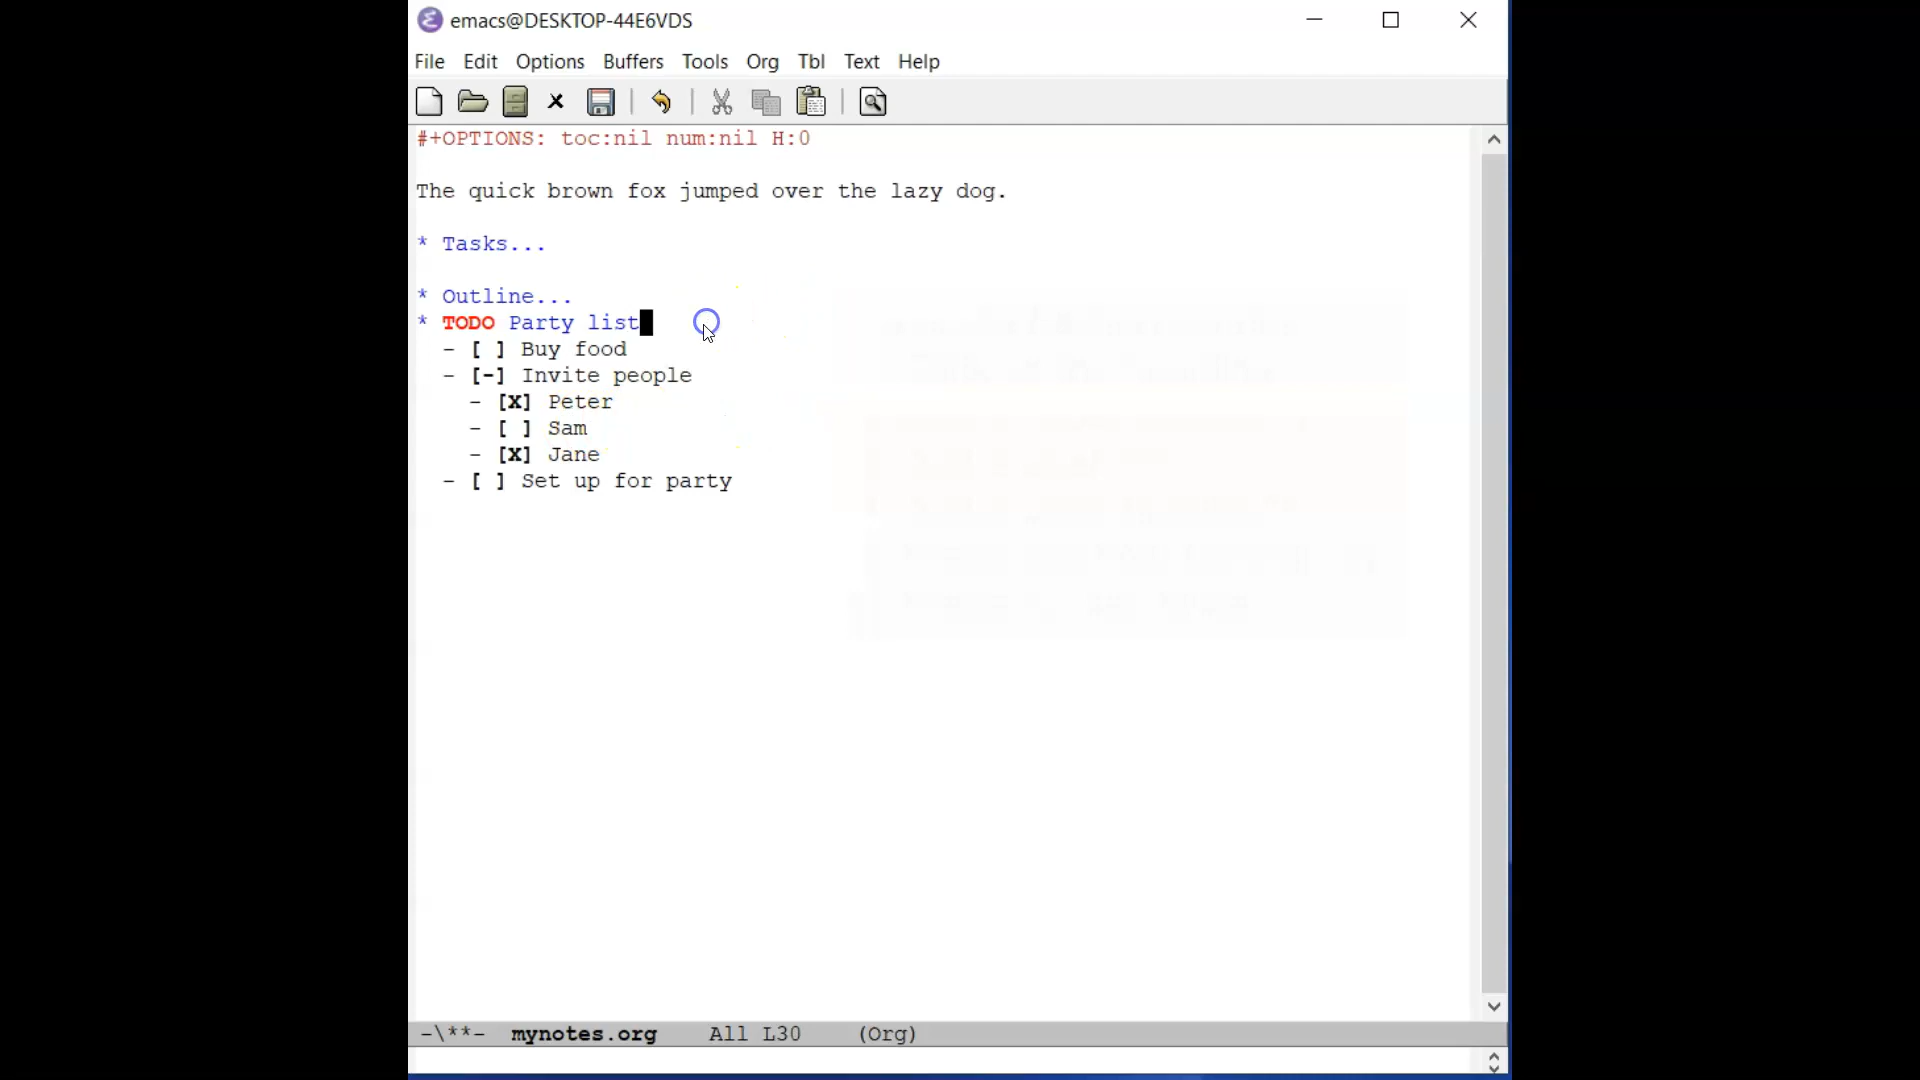 emacs@DESKTOP-44E6VDS
File Edit Options Buffers Tools Org Tbl Text Help
#+OPTIONS: toc:nil num:nil H:0
The quick brown fox jumped over the lazy dog.
* Tasks...
* Outline...
* TODO Party list
- [ ] Buy food
- [-] Invite people
- [X] Peter
- [ ] Sam
- [X] Jane
- [ ] Set up for party
-\**- mynotes.org All L30 (Org)